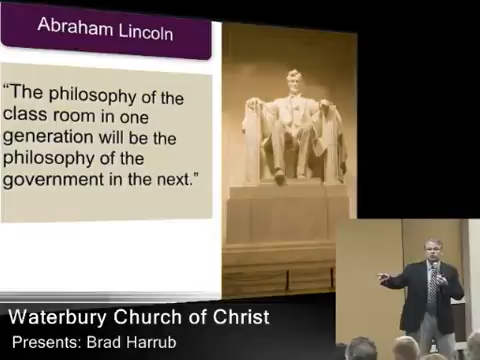 Abraham Lincoln
“The philosophy of the
class room in one
generation will be the
philosophy of the
government in the next.”
Waterbury Church of Christ
Presents: Brad Harrub